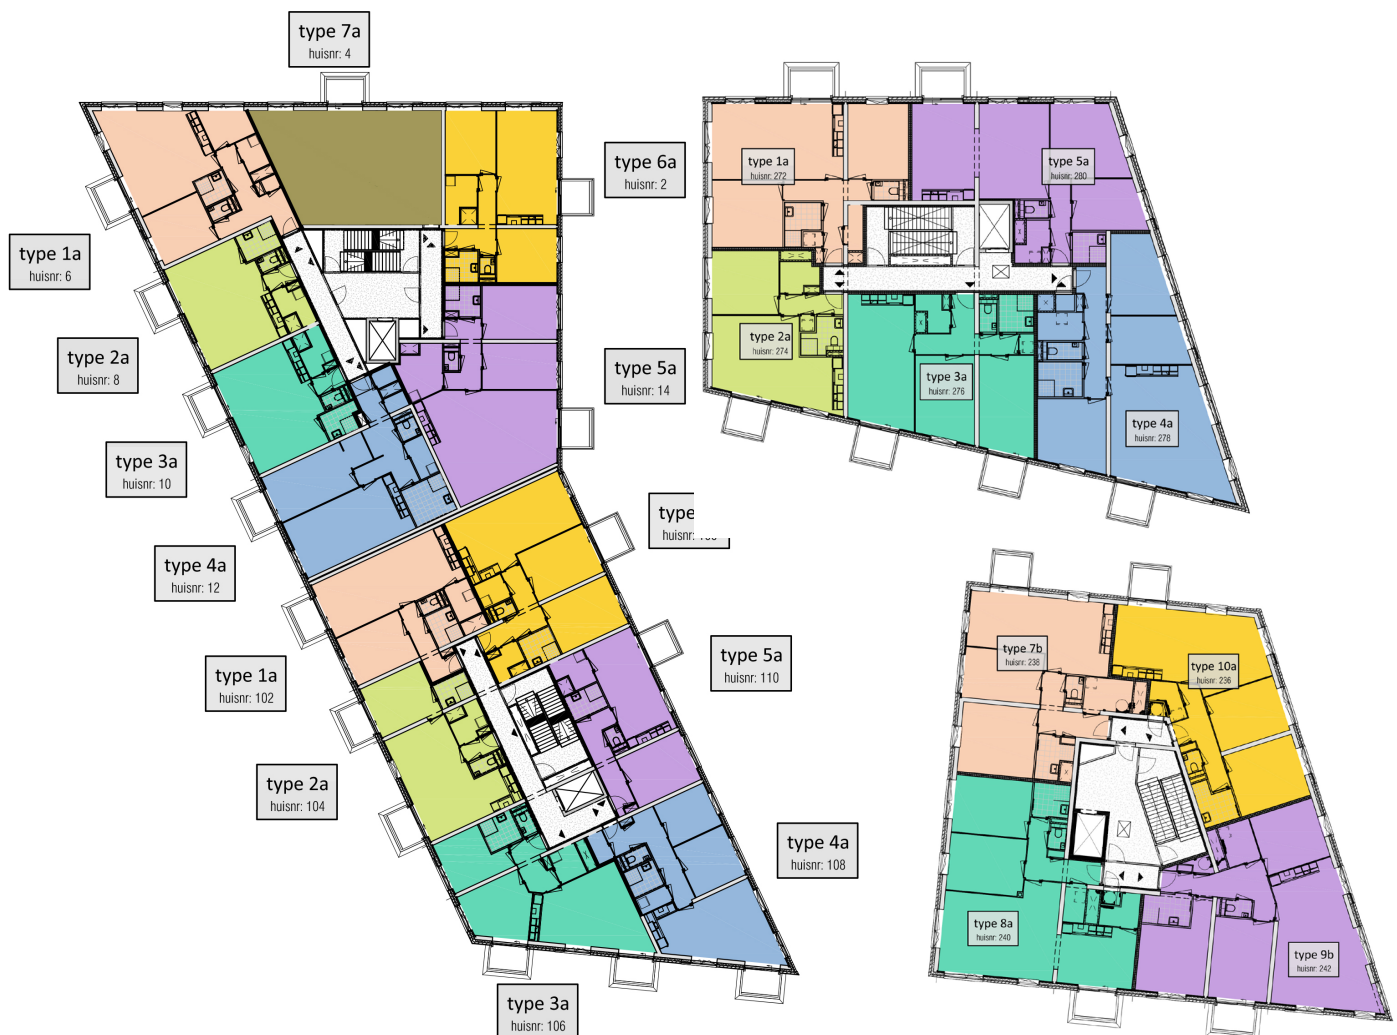 type 7a
huisnr: 4
type 6a
huisnr: 2
type 1a
huisnr: 6
type 2a
huisnr: 8
type 5a
huisnr: 14
type 3a
huisnr: 10
type 4a
huisnr: 12
type
huisnr:
type 1a
huisnr: 102
type 5a
huisnr: 110
type 2a
huisnr: 104
type 4a
huisnr: 108
type 3a
huisnr: 106
type 1a
huisnr: 272
type 5a
huisnr: 280
type 2a
huisnr: 274
type 3a
huisnr: 276
type 4a
huisnr: 278
type 7b
huisnr: 238
type 10a
huisnr: 236
type 8a
huisnr: 240
type 9b
huisnr: 242